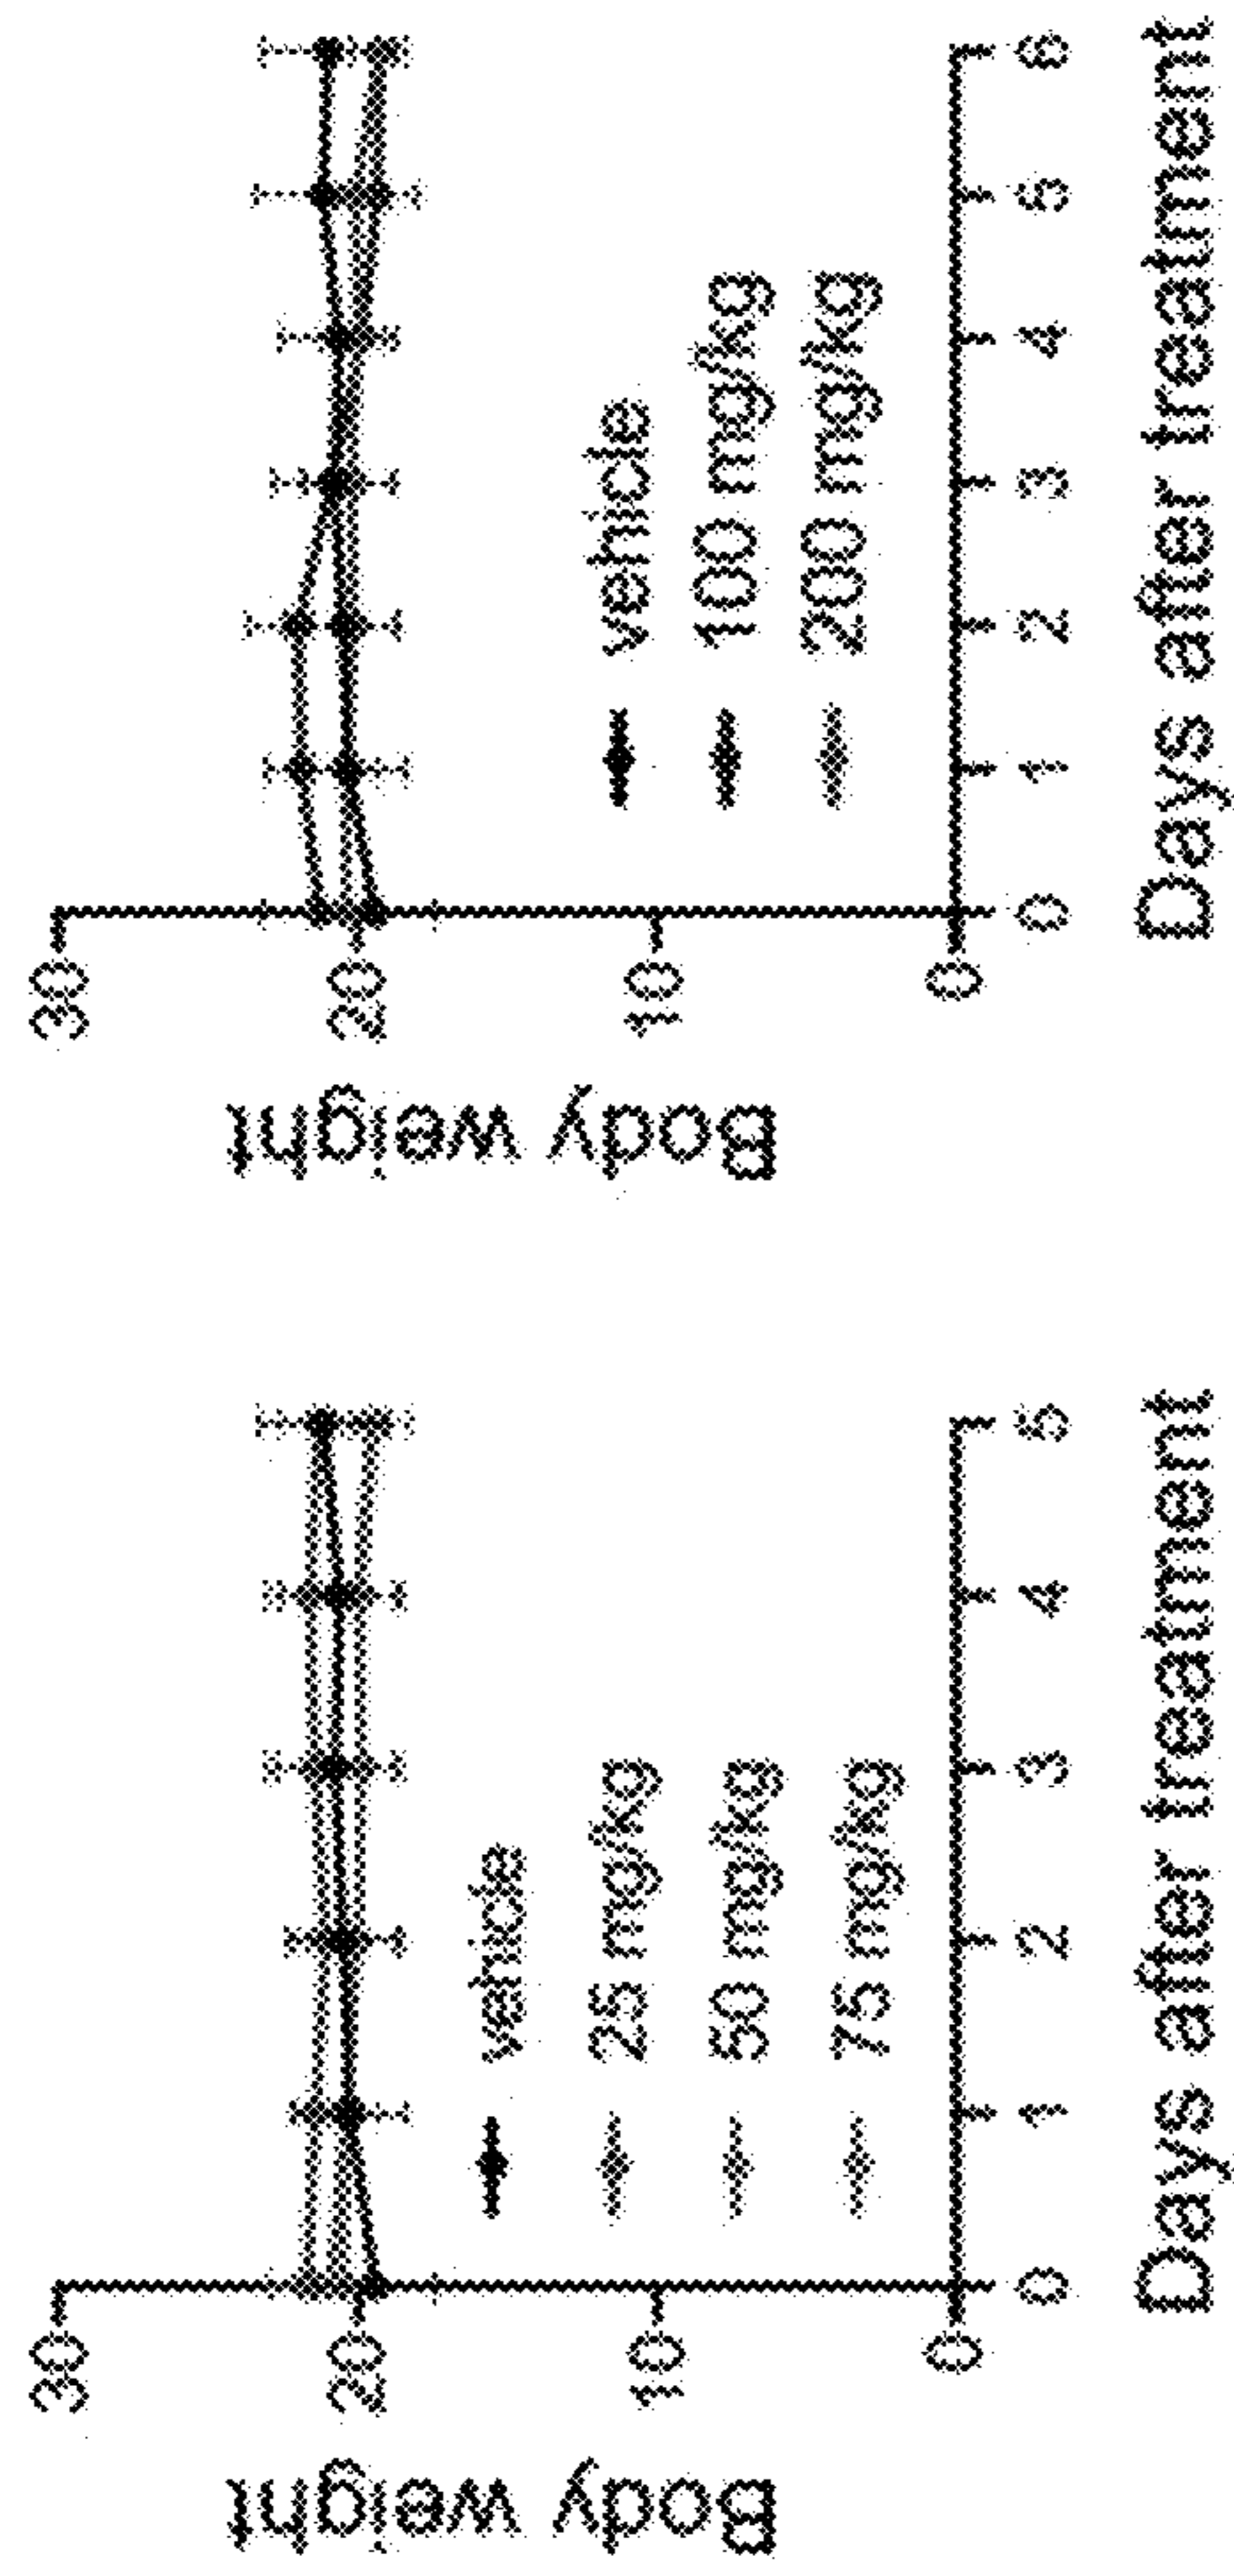 Body weight
30
20
10
0
vehicle
25 mg/kg
50 mg/kg
75 mg/kg
0 1 2 3 4 5
Days after treatment
Body weight
30
20
10
0
vehicle
100 mg/kg
200 mg/kg
0 1 2 3 4 5 6
Days after treatment